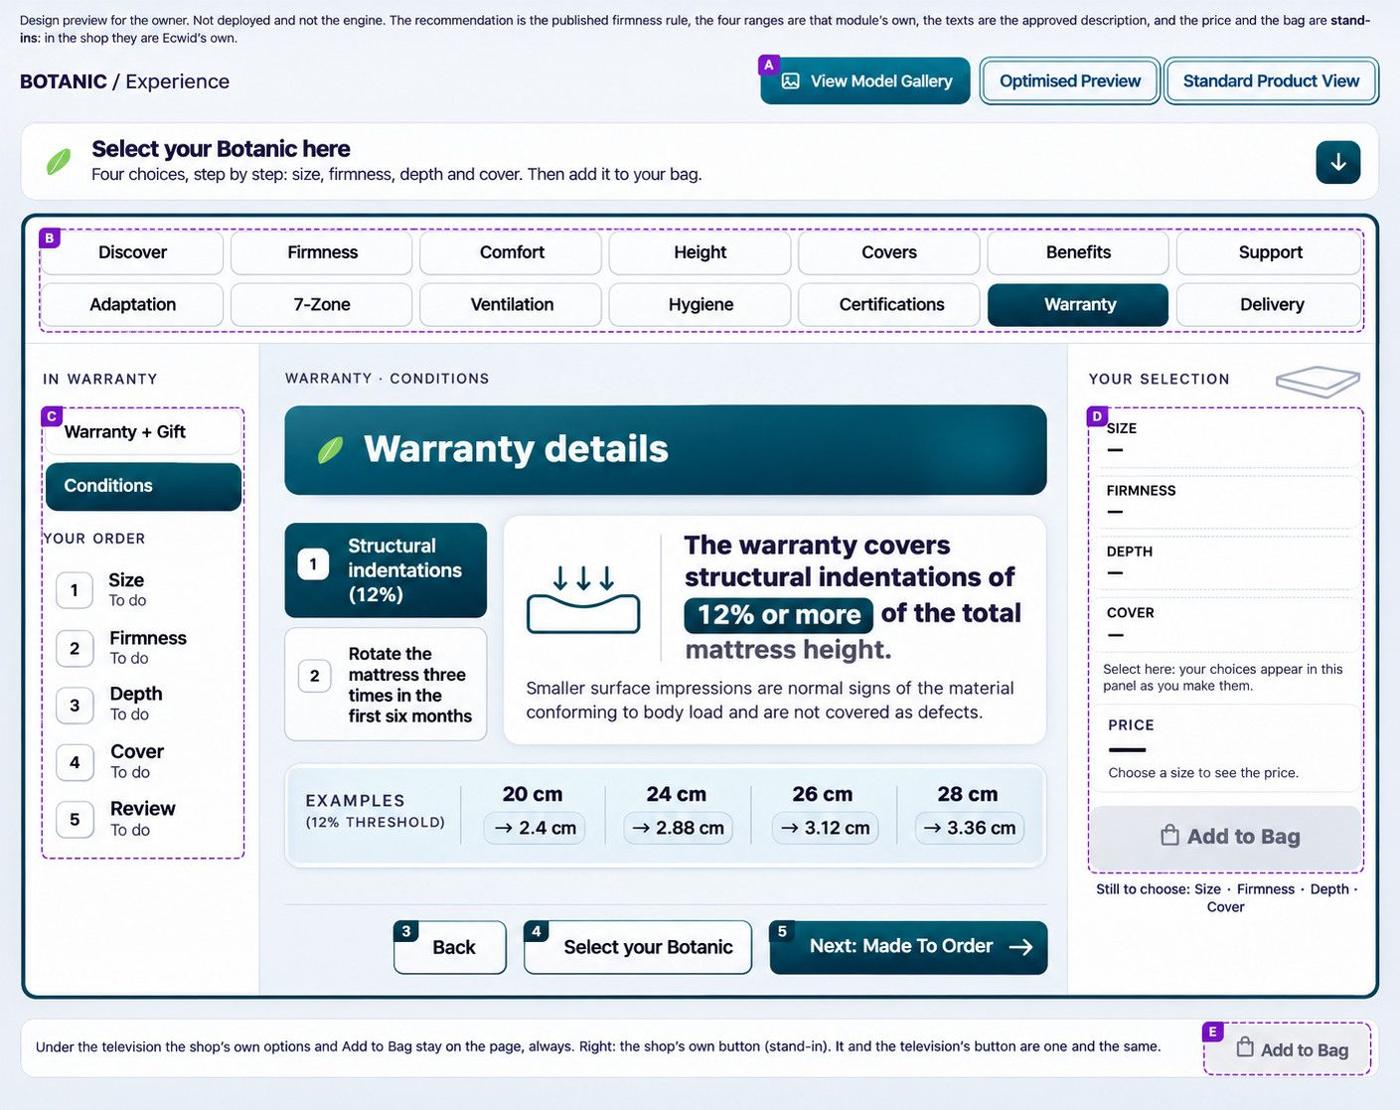 Design preview for the owner. Not deployed and not the engine. The recommendation is the published firmness rule, the four ranges are that module's own, the texts are the approved description, and the price and the bag are stand-
ins: in the shop they are Ecwid's own.
BOTANIC / Experience
A
View Model Gallery
Optimised Preview
Standard Product View
Select your Botanic here
Four choices, step by step: size, firmness, depth and cover. Then add it to your bag.
B
Discover
Firmness
Comfort
Height
Covers
Benefits
Support
Adaptation
7-Zone
Ventilation
Hygiene
Certifications
Warranty
Delivery
IN WARRANTY
C
Warranty + Gift
Conditions
YOUR ORDER
1
Size
To do
2
Firmness
To do
3
Depth
To do
4
Cover
To do
5
Review
To do
WARRANTY · CONDITIONS
Warranty details
1
Structural
indentations
(12%)
2
Rotate the
mattress three
times in the
first six months
The warranty covers
structural indentations of
12% or more of the total
mattress height.
Smaller surface impressions are normal signs of the material
conforming to body load and are not covered as defects.
EXAMPLES
(12% THRESHOLD)
20 cm
→ 2.4 cm
24 cm
→ 2.88 cm
26 cm
→ 3.12 cm
28 cm
→ 3.36 cm
3
Back
4
Select your Botanic
5
Next: Made To Order →
YOUR SELECTION
D
SIZE
—
FIRMNESS
—
DEPTH
—
COVER
—
Select here: your choices appear in this
panel as you make them.
PRICE
—
Choose a size to see the price.
Add to Bag
Still to choose: Size · Firmness · Depth ·
Cover
Under the television the shop's own options and Add to Bag stay on the page, always. Right: the shop's own button (stand-in). It and the television's button are one and the same.
E
Add to Bag